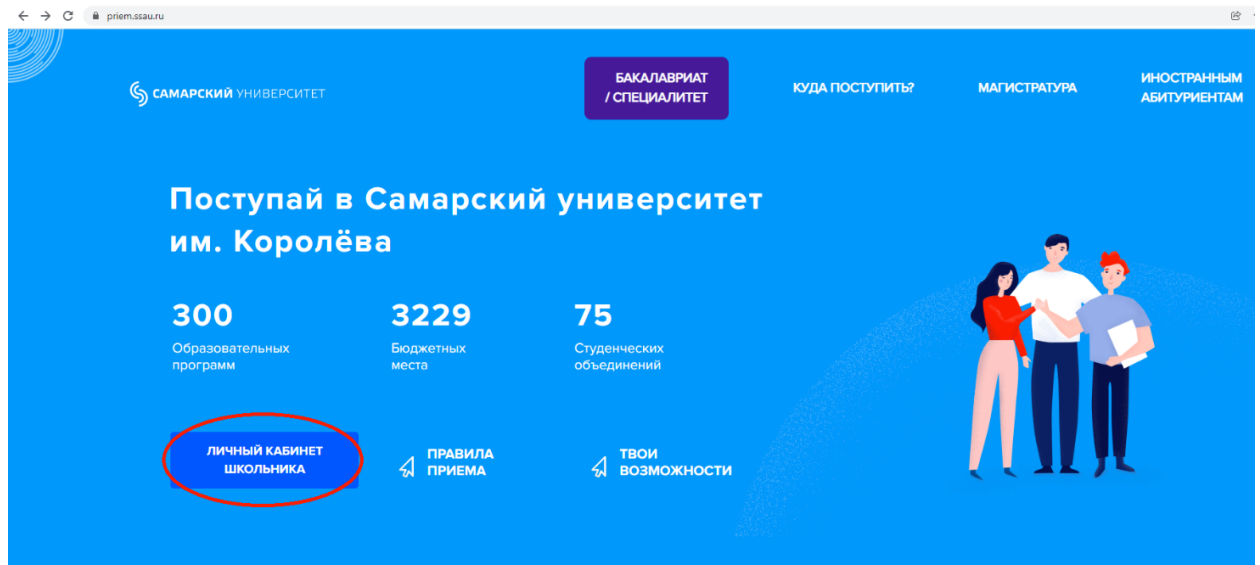 priem.ssau.ru
САМАРСКИЙ УНИВЕРСИТЕТ
БАКАЛАВРИАТ
/ СПЕЦИАЛИТЕТ
КУДА ПОСТУПИТЬ?
МАГИСТРАТУРА
ИНОСТРАННЫМ
АБИТУРИЕНТАМ
Поступай в Самарский университет
им. Королёва
300
Образовательных
программ
3229
Бюджетных
места
75
Студенческих
объединений
ЛИЧНЫЙ КАБИНЕТ
ШКОЛЬНИКА
ПРАВИЛА
ПРИЕМА
ТВОИ
ВОЗМОЖНОСТИ